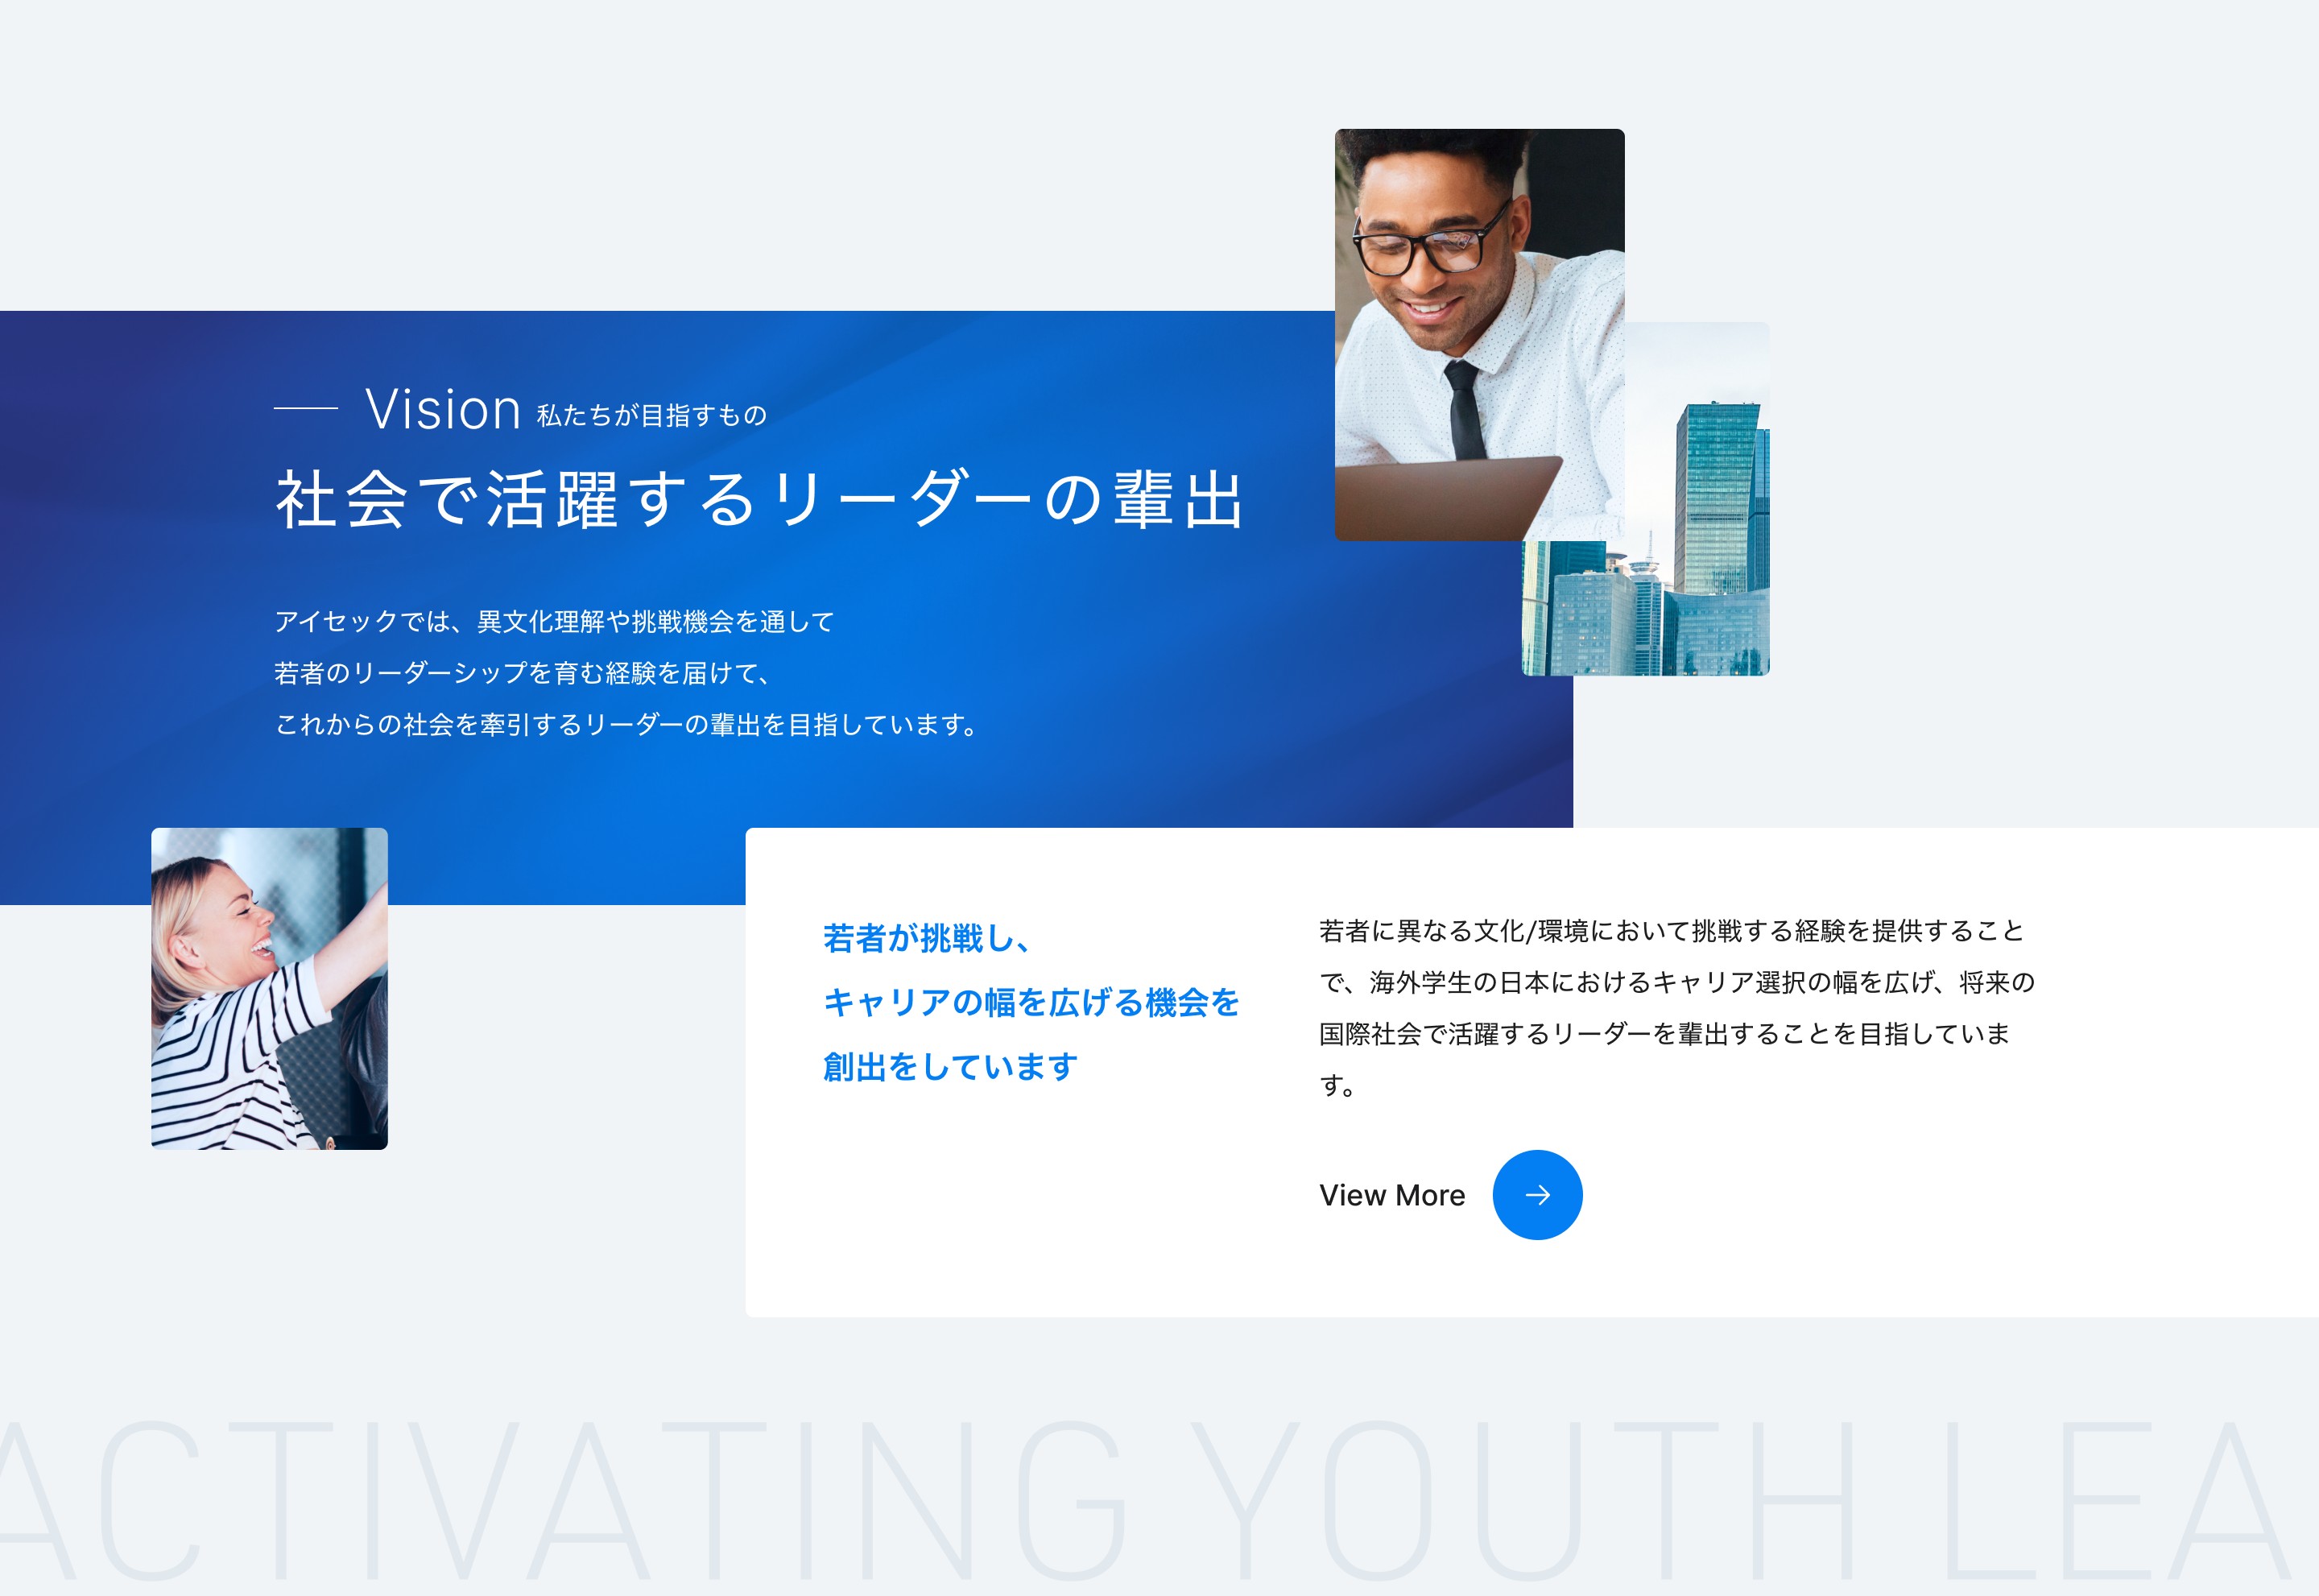 Vision 私たちが目指すもの
社会で活躍するリーダーの輩出
アイセックでは、異文化理解や挑戦機会を通して
若者のリーダーシップを育む経験を届けて、
これからの社会を牽引するリーダーの輩出を目指しています。
若者が挑戦し、
キャリアの幅を広げる機会を
創出をしています
若者に異なる文化/環境において挑戦する経験を提供すること
で、海外学生の日本におけるキャリア選択の幅を広げ、将来の
国際社会で活躍するリーダーを輩出することを目指していま
す。
View More
ACTIVATING YOUTH LEA